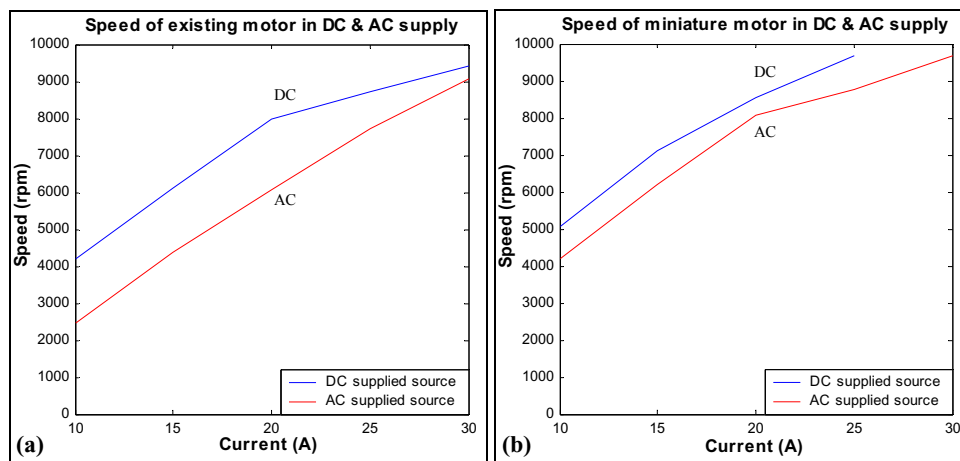 Speed of existing motor in DC & AC supply
10000
9000
8000
7000
6000
5000
4000
3000
2000
1000
0
Speed (rpm)
DC
AC
DC supplied source
AC supplied source
10 15 20 25 30
Current (A)
(a)
Speed of miniature motor in DC & AC supply
10000
9000
8000
7000
6000
5000
4000
3000
2000
1000
0
Speed (rpm)
DC
AC
DC supplied source
AC supplied source
10 15 20 25 30
Current (A)
(b)